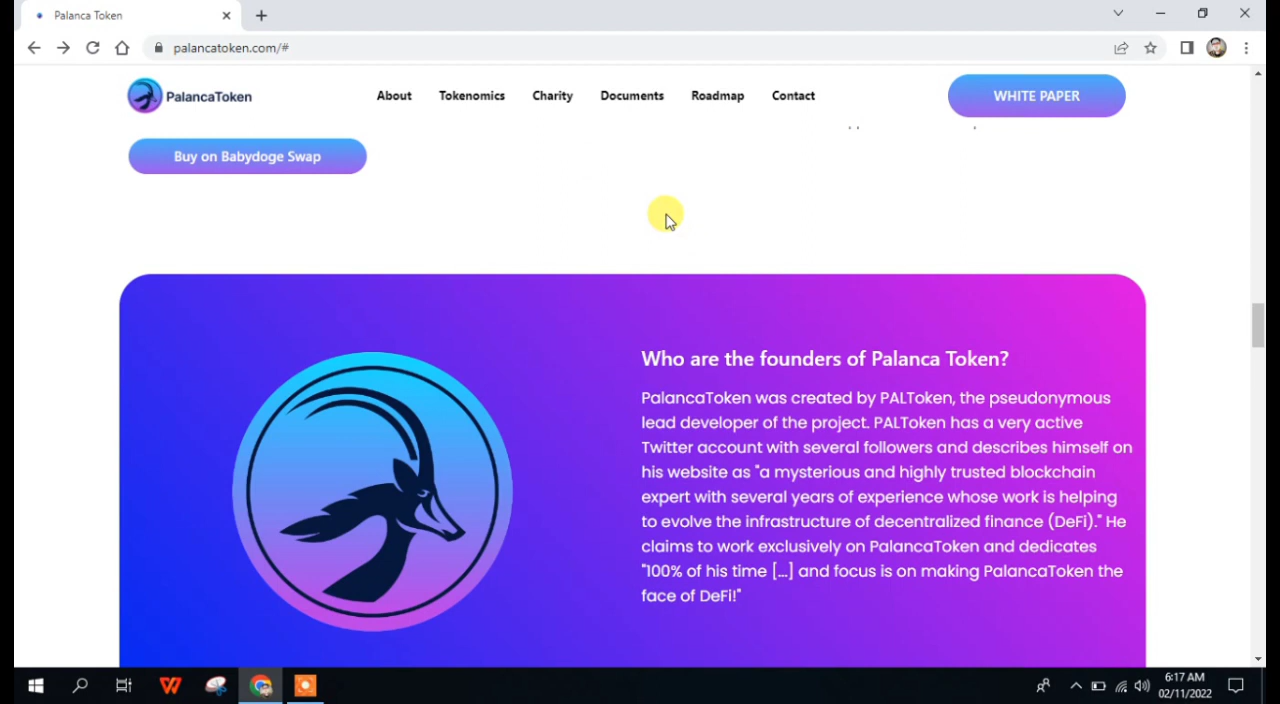 Palanca Token
palancatoken.com/#
PalancaToken
About
Tokenomics
Charity
Documents
Roadmap
Contact
WHITE PAPER
Buy on Babydoge Swap
Who are the founders of Palanca Token?
PalancaToken was created by PALToken, the pseudonymous
lead developer of the project. PALToken has a very active
Twitter account with several followers and describes himself on
his website as "a mysterious and highly trusted blockchain
expert with several years of experience whose work is helping
to evolve the infrastructure of decentralized finance (DeFi)." He
claims to work exclusively on PalancaToken and dedicates
"100% of his time [...] and focus is on making PalancaToken the
face of DeFi!"
6:17 AM
02/11/2022